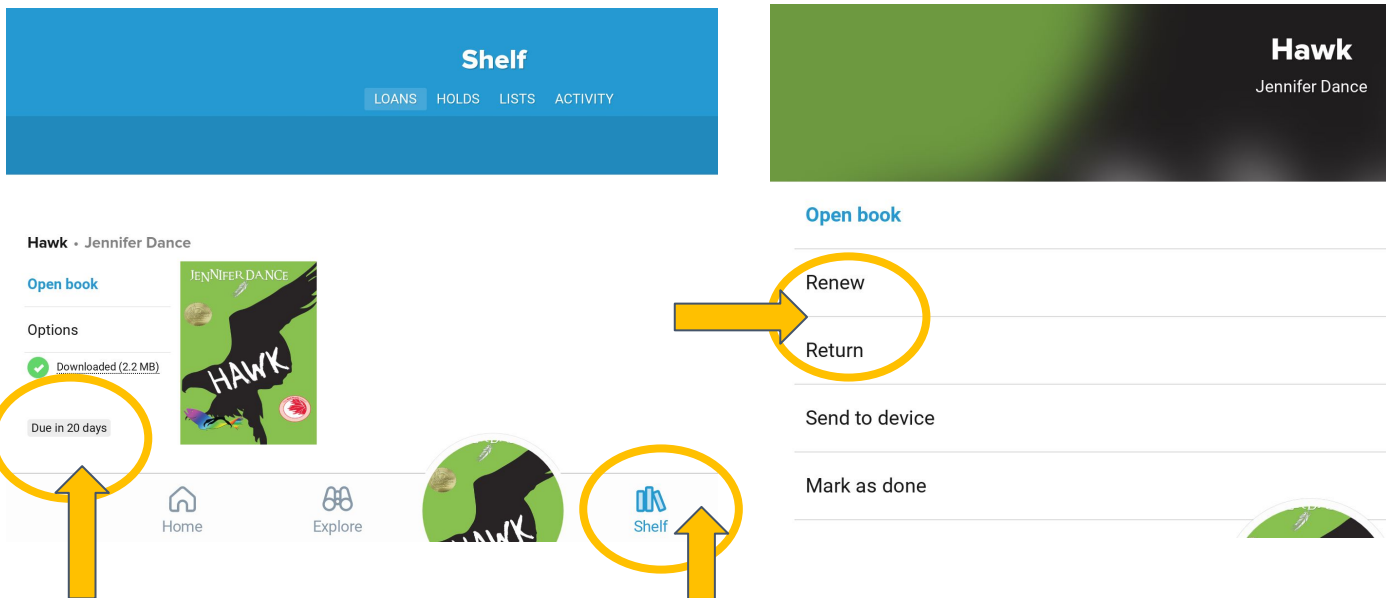 Shelf
LOANS HOLDS LISTS ACTIVITY
Hawk • Jennifer Dance
Open book
Options
Downloaded (2.2 MB)
Due in 20 days
JENNIFER DANCE
HAWK
Home
Explore
HAWK
Shelf
Hawk
Jennifer Dance
Open book
Renew
Return
Send to device
Mark as done